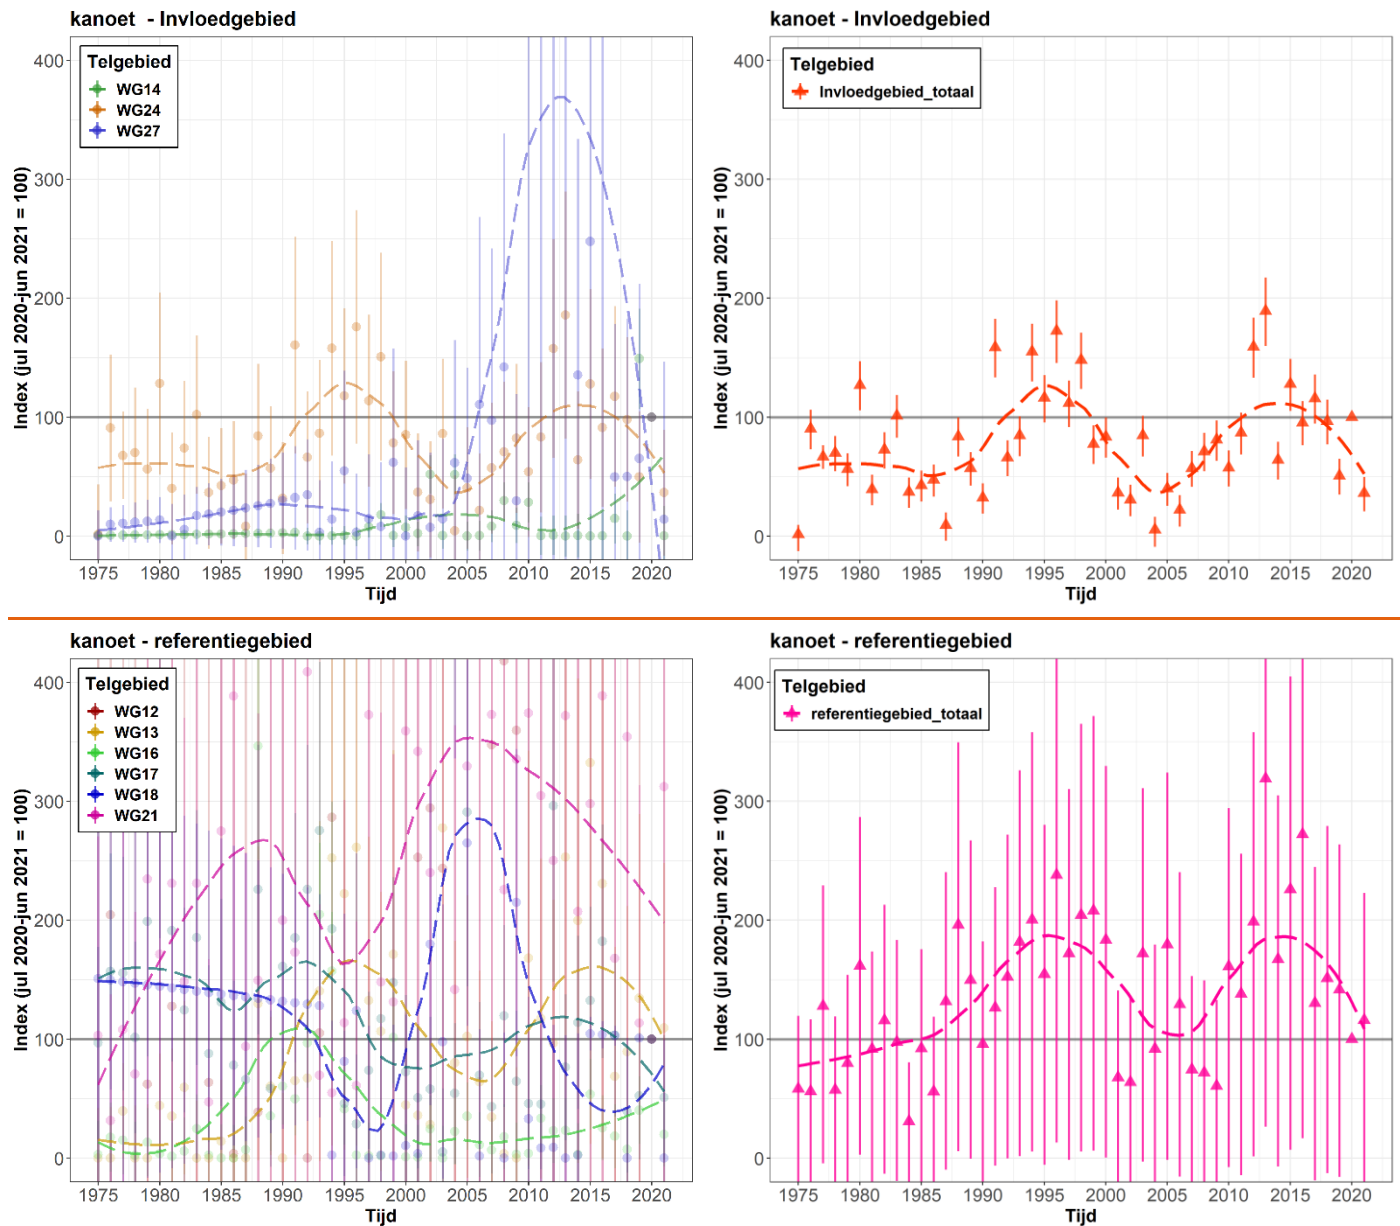 kanoet - Invloedgebied
Index (jul 2020-jun 2021 = 100)
400
300
200
100
0
Telgebied
WG14
WG24
WG27
1975 1980 1985 1990 1995 2000 2005 2010 2015 2020
Tijd
kanoet - Invloedgebied
Index (jul 2020-jun 2021 = 100)
400
300
200
100
0
Telgebied
Invloedgebied_totaal
1975 1980 1985 1990 1995 2000 2005 2010 2015 2020
Tijd
kanoet - referentiegebied
Index (jul 2020-jun 2021 = 100)
400
300
200
100
0
Telgebied
WG12
WG13
WG16
WG17
WG18
WG21
1975 1980 1985 1990 1995 2000 2005 2010 2015 2020
Tijd
kanoet - referentiegebied
Index (jul 2020-jun 2021 = 100)
400
300
200
100
0
Telgebied
referentiegebied_totaal
1975 1980 1985 1990 1995 2000 2005 2010 2015 2020
Tijd